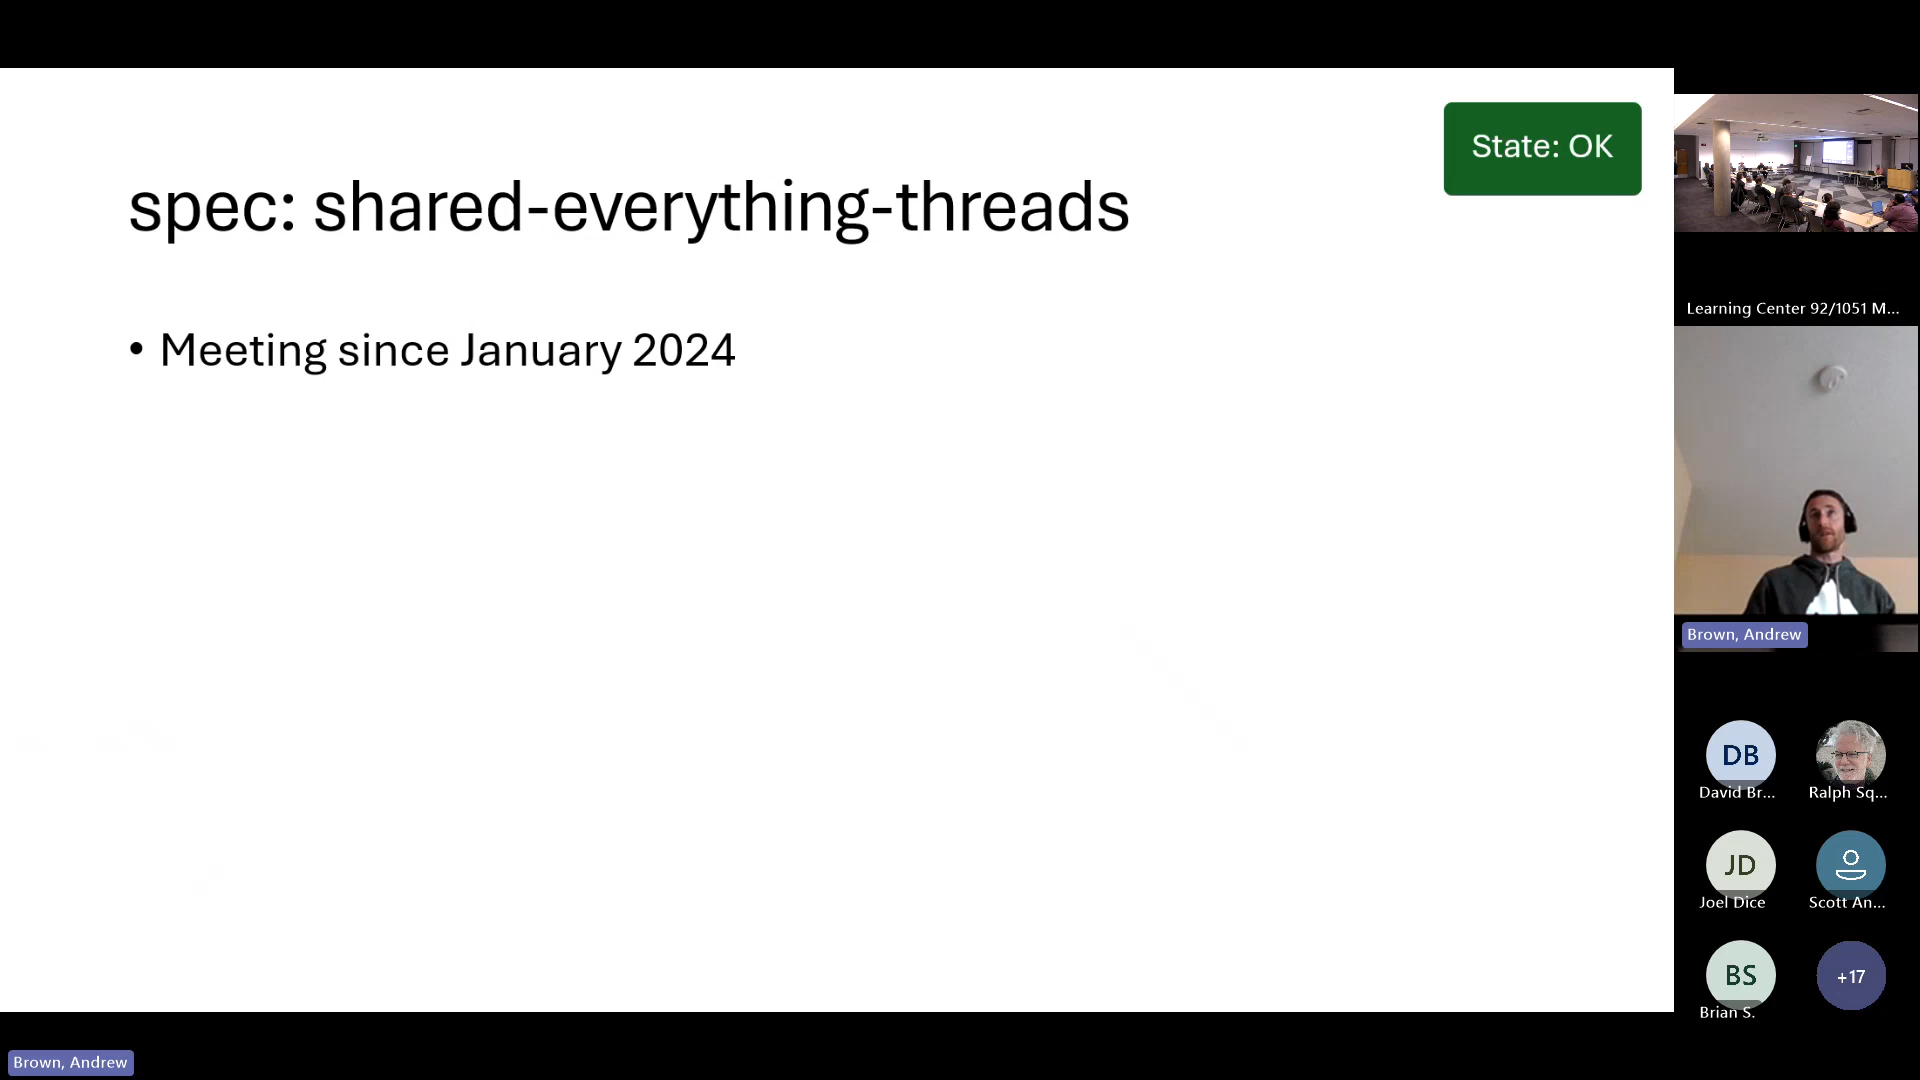 State: OK
spec: shared-everything-threads
• Meeting since January 2024
Learning Center 92/1051 M...
Brown, Andrew
DB
David Br...
Ralph Sq...
JD
Joel Dice
Scott An...
BS
Brian S.
+17
Brown, Andrew